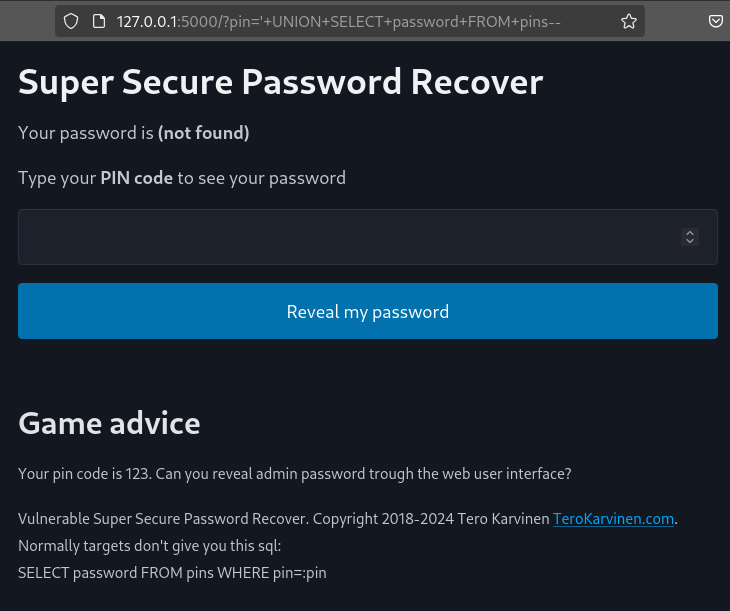 127.0.0.1:5000/?pin='+UNION+SELECT+password+FROM+pins--
Super Secure Password Recover
Your password is (not found)
Type your PIN code to see your password
Reveal my password
Game advice
Your pin code is 123. Can you reveal admin password trough the web user interface?
Vulnerable Super Secure Password Recover. Copyright 2018-2024 Tero Karvinen TeroKarvinen.com.
Normally targets don't give you this sql:
SELECT password FROM pins WHERE pin=:pin